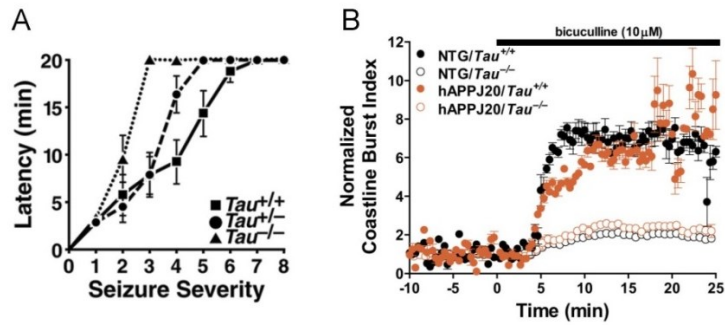 A
Latency (min)
20
15
10
5
0
0 1 2 3 4 5 6 7 8
Seizure Severity
Tau+/+
Tau+/−
Tau−/−
B
bicuculline (10μM)
Normalized
Coastline Burst Index
12
10
8
6
4
2
0
-10 -5 0 5 10 15 20 25
Time (min)
NTG/Tau+/+
NTG/Tau−/−
hAPPJ20/Tau+/+
hAPPJ20/Tau−/−